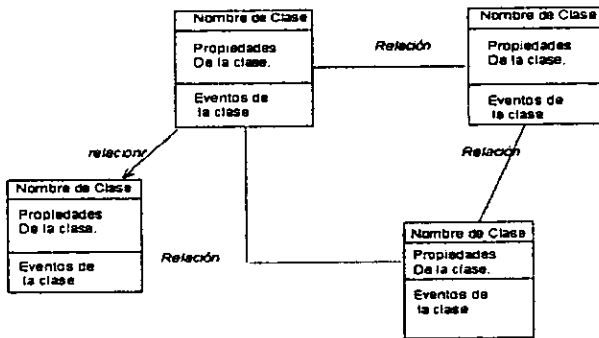 Nombre de Clase
Propiedades
De la clase.
Eventos de
la clase
Relación
Nombre de Clase
Propiedades
De la clase.
Eventos de
la clase
relacionr
Relación
Nombre de Clase
Propiedades
De la clase.
Eventos de
la clase
Relación
Nombre de Clase
Propiedades
De la clase.
Eventos de
la clase